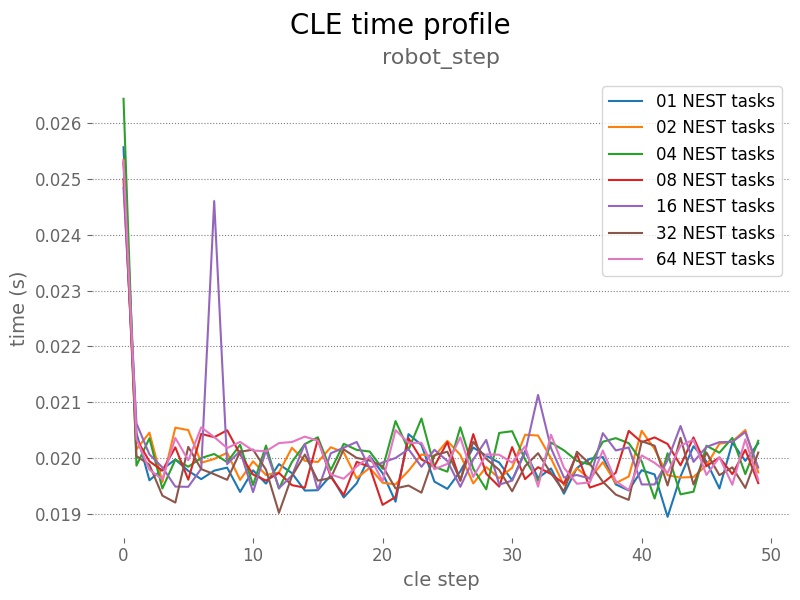 CLE time profile
robot_step
01 NEST tasks
02 NEST tasks
04 NEST tasks
08 NEST tasks
16 NEST tasks
32 NEST tasks
64 NEST tasks
time (s)
0.026
0.025
0.024
0.023
0.022
0.021
0.020
0.019
0 10 20 30 40 50
cle step